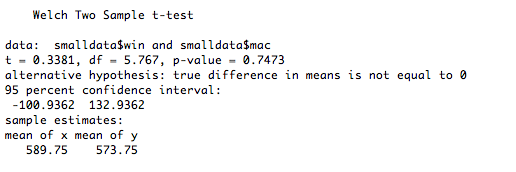 Welch Two Sample t-test
data:  smalldata$win and smalldata$mac
t = 0.3381, df = 5.767, p-value = 0.7473
alternative hypothesis: true difference in means is not equal to 0
95 percent confidence interval:
-100.9362  132.9362
sample estimates:
mean of x mean of y
589.75    573.75